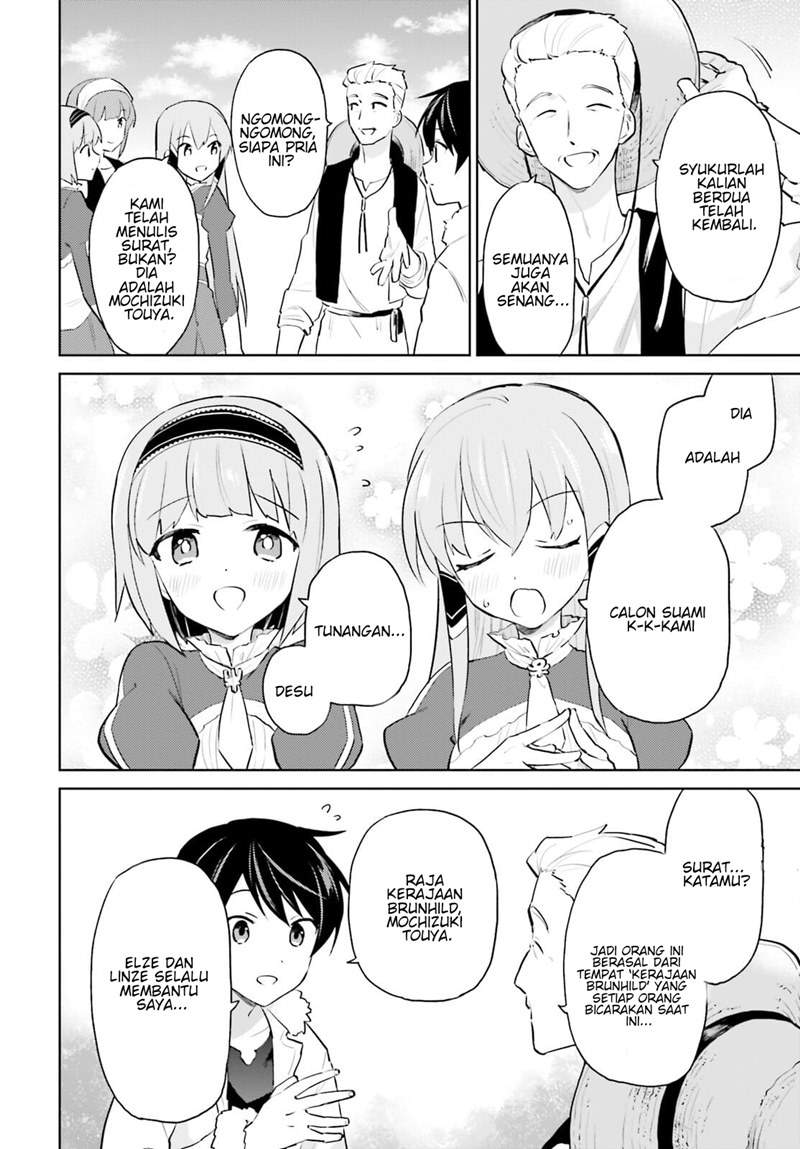 SYUKURLAH
KALIAN
BERDUA
TELAH
KEMBALI.
SEMUANYA
JUGA
AKAN
SENANG...
NGOMONG-
NGOMONG,
SIAPA PRIA
INI?
KAMI
TELAH
MENULIS
SURAT,
BUKAN?
DIA
ADALAH
MOCHIZUKI
TOUYA.
DIA
ADALAH
CALON SUAMI
K-K-KAMI
TUNANGAN...
DESU
SURAT...
KATAMU?
JADI ORANG INI
BERASAL DARI
TEMPAT 'KERAJAAN
BRUNHILD' YANG
SETIAP ORANG
BICARAKAN SAAT
INI...
RAJA
KERAJAAN
BRUNHILD,
MOCHIZUKI
TOUYA.
ELZE DAN
LINZE SELALU
MEMBANTU
SAYA...